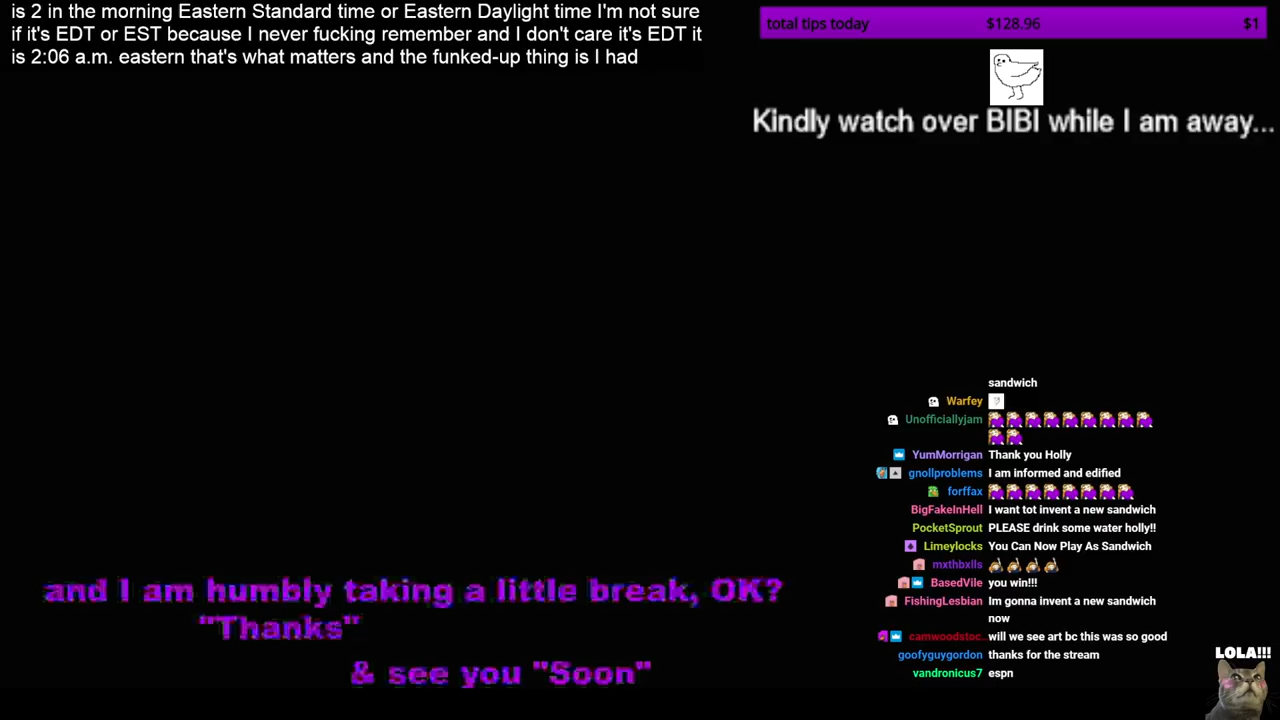 is 2 in the morning Eastern Standard time or Eastern Daylight time I'm not sure
if it's EDT or EST because I never fucking remember and I don't care it's EDT it
is 2:06 a.m. eastern that's what matters and the funked-up thing is I had
total tips today $128.96 $1
Kindly watch over BIBI while I am away...
sandwich
Warfey
Unofficiallyjam
YumMorrigan Thank you Holly
gnollproblems I am informed and edified
forffax
BigFakeInHell I want tot invent a new sandwich
PocketSprout PLEASE drink some water holly!!
Limeylocks You Can Now Play As Sandwich
mxthbxlls
BasedVile you win!!!
FishingLesbian Im gonna invent a new sandwich
now
camwoodstoc... will we see art bc this was so good
goofyguygordon thanks for the stream
vandronicus7 espn
and I am humbly taking a little break, OK?
"Thanks"
& see you "Soon"
LOLA!!!